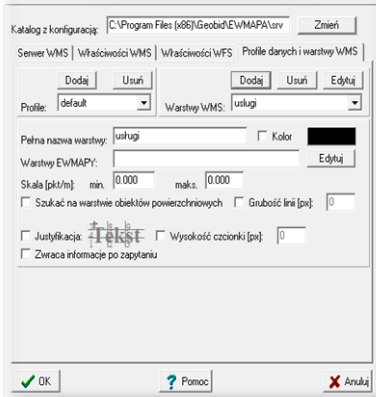 Katalog z konfiguracją: C:\Program Files (x86)\Geobid\EWMAPA\srv Zmień
Serwer WMS Właściwości WMS Właściwości WFS Profile danych i warstwy WMS
Dodaj Usuń Dodaj Usuń Edytuj
Profile: default Warstwy WMS: usługi
Pełna nazwa warstwy: usługi Kolor
Warstwy EWMAPY: Edytuj
Skala [pkt/m]: min. 0.000 maks. 0.000
Szukać na warstwie obiektów powierzchniowych Grubość linii [px]: 0
Justyfikacja: Tekst Wysokość czcionki [px]: 0
Zwraca informacje po zapytaniu
OK ? Pomoc Anuluj